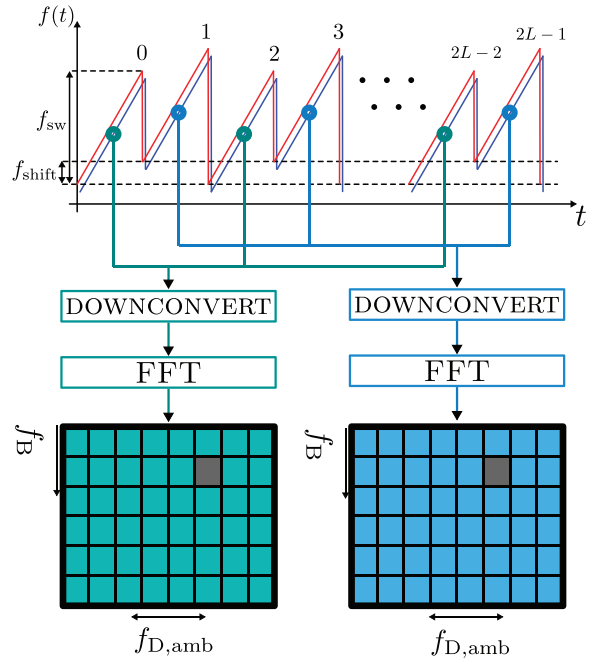 f(t)
0 1 2 3 2L−2 2L−1
f_sw
f_shift
t
DOWNCONVERT DOWNCONVERT
FFT FFT
f_B f_B
f_D,amb f_D,amb